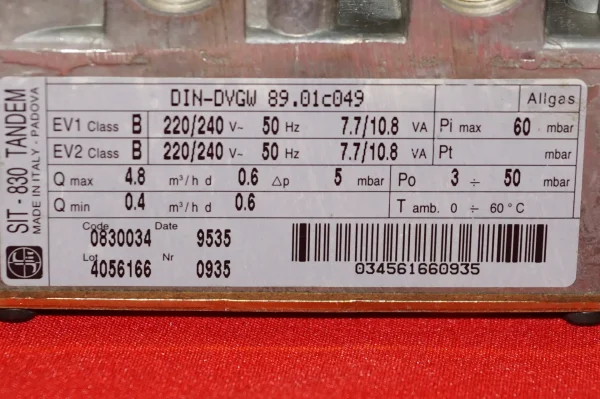 SIT - 830 TANDEM
MADE IN ITALY - PADOVA
DIN-DVGW 89.01c049 Allgas
EV1 Class B 220/240 V~ 50 Hz 7.7/10.8 VA Pi max 60 mbar
EV2 Class B 220/240 V~ 50 Hz 7.7/10.8 VA Pt mbar
Q max 4.8 m³/h d 0.6 Δp 5 mbar Po 3 ÷ 50 mbar
Q min 0.4 m³/h d 0.6 T amb. 0 ÷ 60°C
Code Date
0830034 9535
Lot Nr
4056166 0935
034561660935